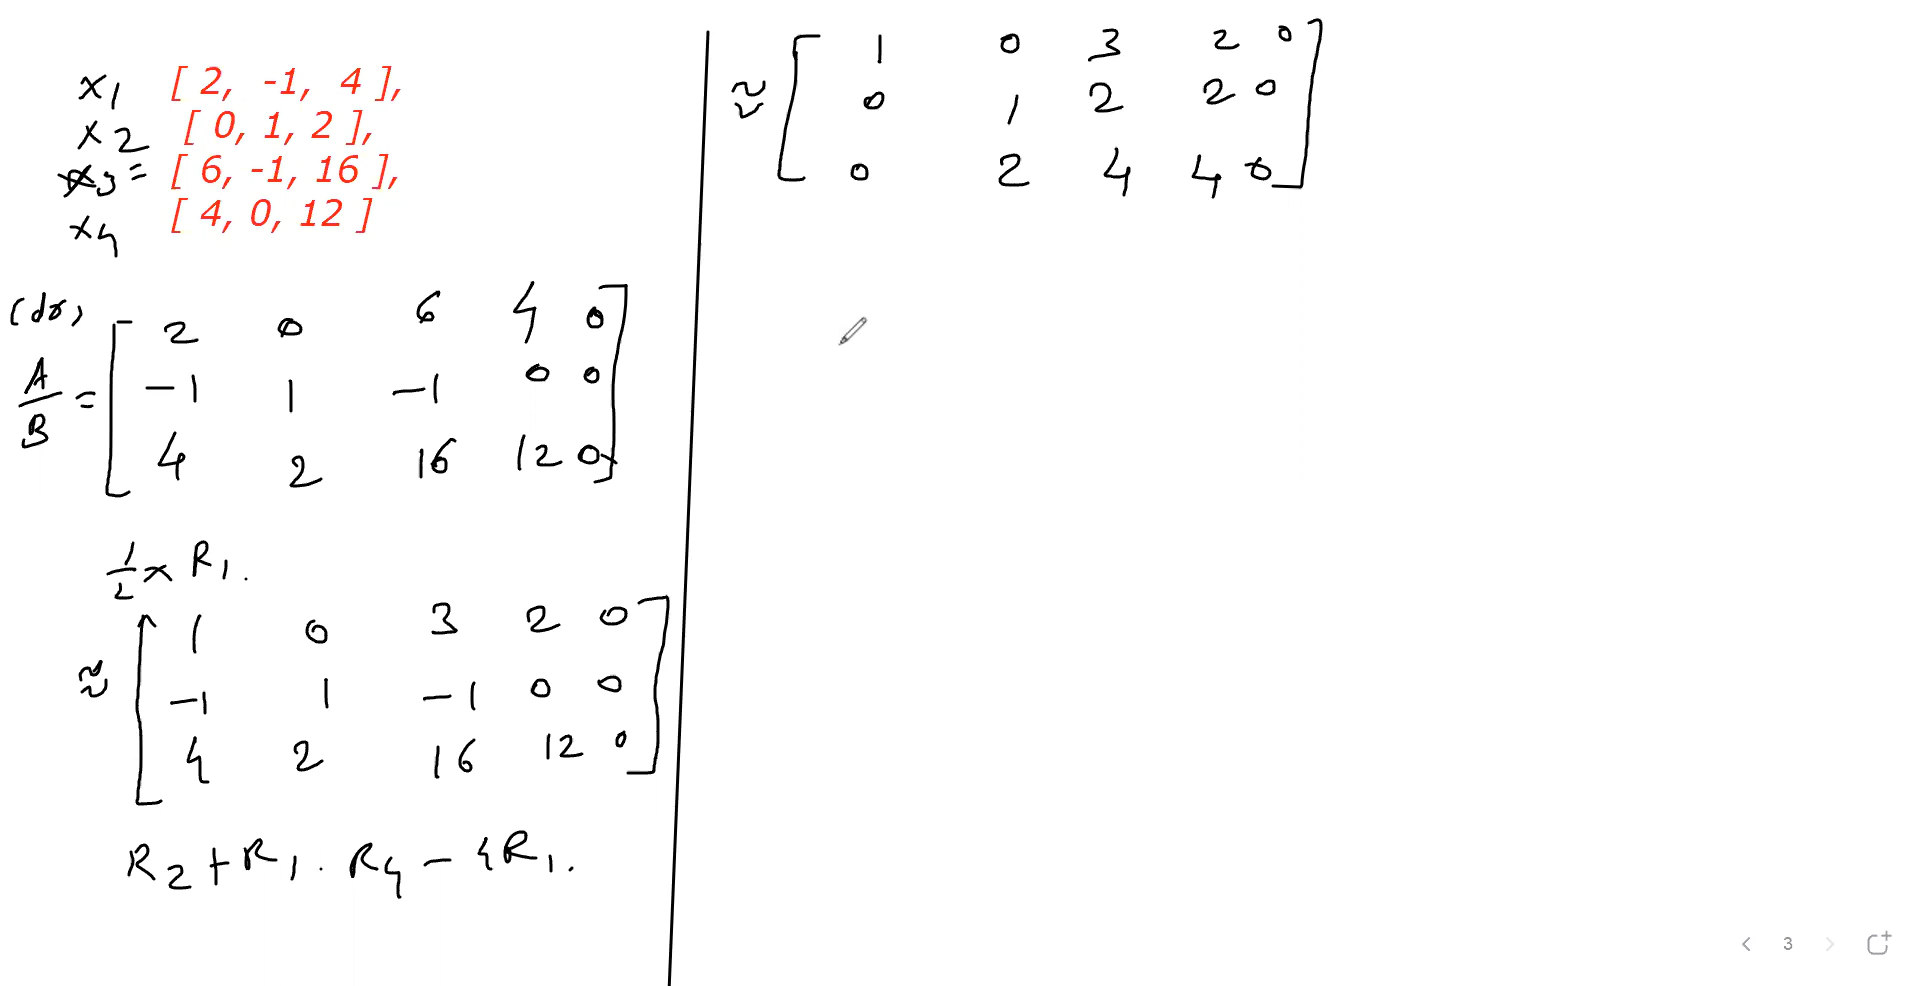 x1 [ 2, -1, 4 ],
x2 [ 0, 1, 2 ],
x3 = [ 6, -1, 16 ],
x4 [ 4, 0, 12 ]
(dr)
A/B = [ 2 0 6 4 0
-1 1 -1 0 0
4 2 16 12 0 ]
1/2 × R1.
≈ [ 1 0 3 2 0
-1 1 -1 0 0
4 2 16 12 0 ]
R2 + R1. R4 - 4R1.
≈ [ 1 0 3 2 0
0 1 2 2 0
0 2 4 4 0 ]
3